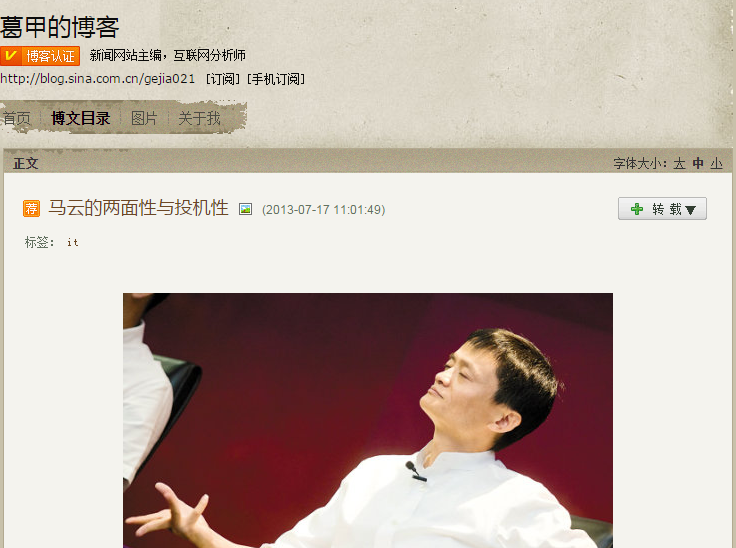 葛甲的博客
博客认证 新闻网站主编，互联网分析师
http://blog.sina.com.cn/gejia021 [订阅] [手机订阅]
首页 博文目录 图片 关于我
正文 字体大小：大 中 小
荐 马云的两面性与投机性 (2013-07-17 11:01:49) 转载▼
标签： it